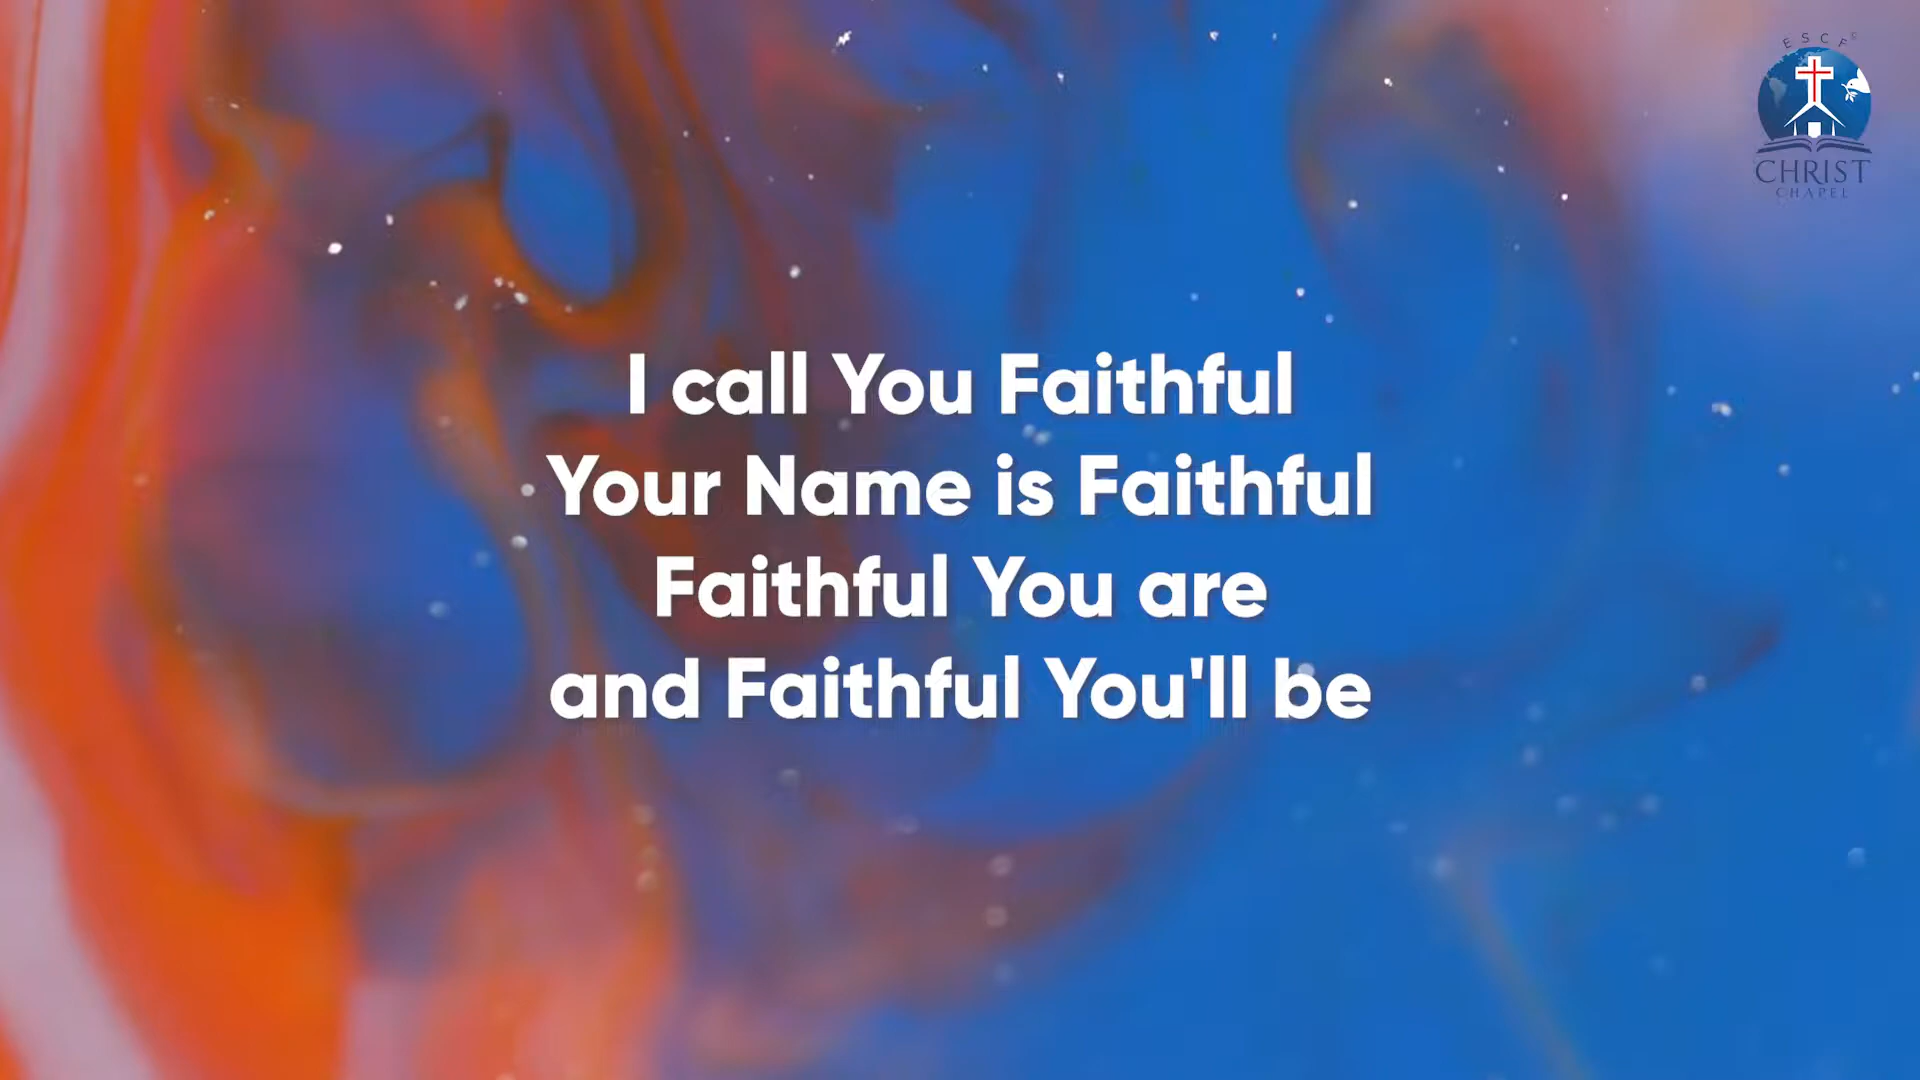 ESCF
CHRIST
CHAPEL
I call You Faithful
Your Name is Faithful
Faithful You are
and Faithful You'll be